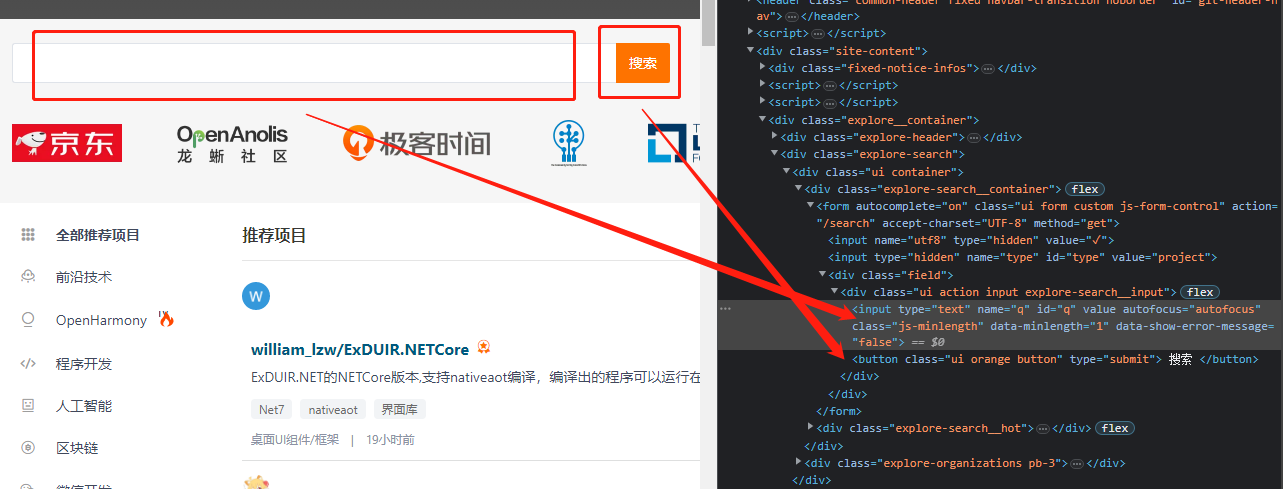 搜索
京东
OpenAnolis
龙蜥社区
极客时间
全部推荐项目
推荐项目
前沿技术
W
OpenHarmony
william_lzw/ExDUIR.NETCore
程序开发
ExDUIR.NET的NETCore版本,支持nativeaot编译，编译出的程序可以运行在
人工智能
Net7 nativeaot 界面库
桌面UI组件/框架 | 19小时前
区块链
av">…</header>
<script>…</script>
<div class="site-content">
<div class="fixed-notice-infos">…</div>
<script>…</script>
<script>…</script>
<div class="explore__container">
<div class="explore-header">…</div>
<div class="explore-search">
<div class="ui container">
<div class="explore-search__container"> flex
<form autocomplete="on" class="ui form custom js-form-control" action=
"/search" accept-charset="UTF-8" method="get">
<input name="utf8" type="hidden" value="✓">
<input type="hidden" name="type" id="type" value="project">
<div class="field">
<div class="ui action input explore-search__input"> flex
<input type="text" name="q" id="q" value autofocus="autofocus"
class="js-minlength" data-minlength="1" data-show-error-message=
"false"> == $0
<button class="ui orange button" type="submit"> 搜索 </button>
</div>
</div>
</form>
<div class="explore-search__hot">…</div> flex
</div>
<div class="explore-organizations pb-3">…</div>
</div>